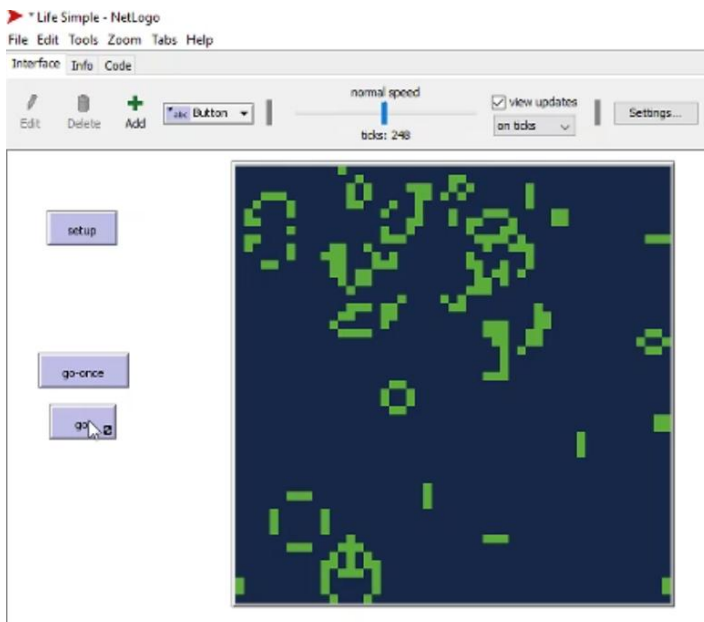 * Life Simple - NetLogo
File Edit Tools Zoom Tabs Help
Interface Info Code
normal speed
view updates
Edit Delete Add abc Button ticks: 248 on ticks Settings...
setup
go-once
go